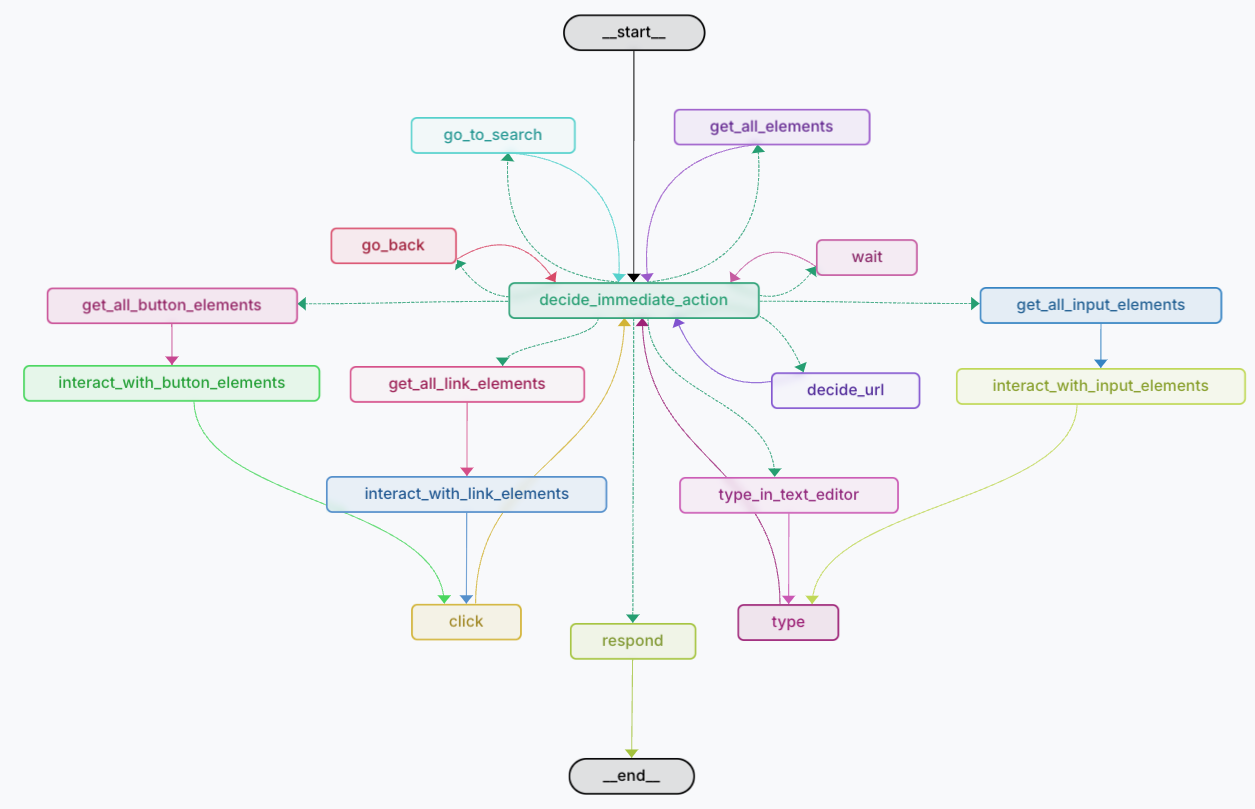 __start__
go_to_search
get_all_elements
go_back
wait
decide_immediate_action
get_all_button_elements
get_all_input_elements
interact_with_button_elements
get_all_link_elements
decide_url
interact_with_input_elements
interact_with_link_elements
type_in_text_editor
click
type
respond
__end__